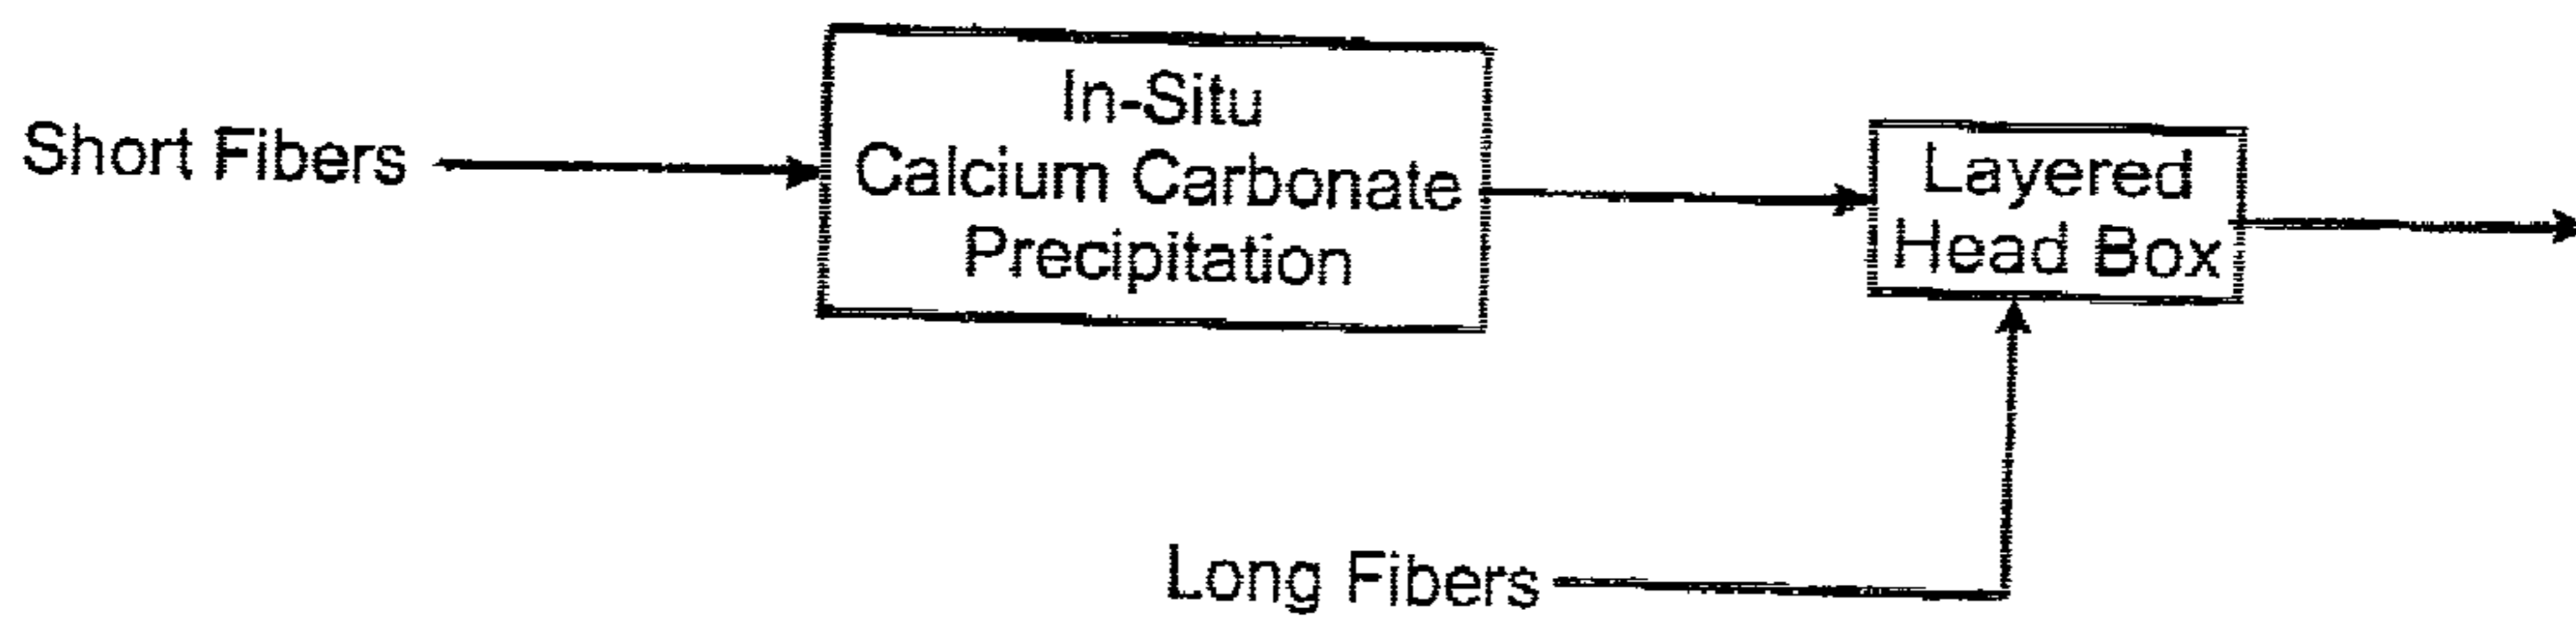 Short Fibers
In-Situ
Calcium Carbonate
Precipitation
Layered
Head Box
Long Fibers